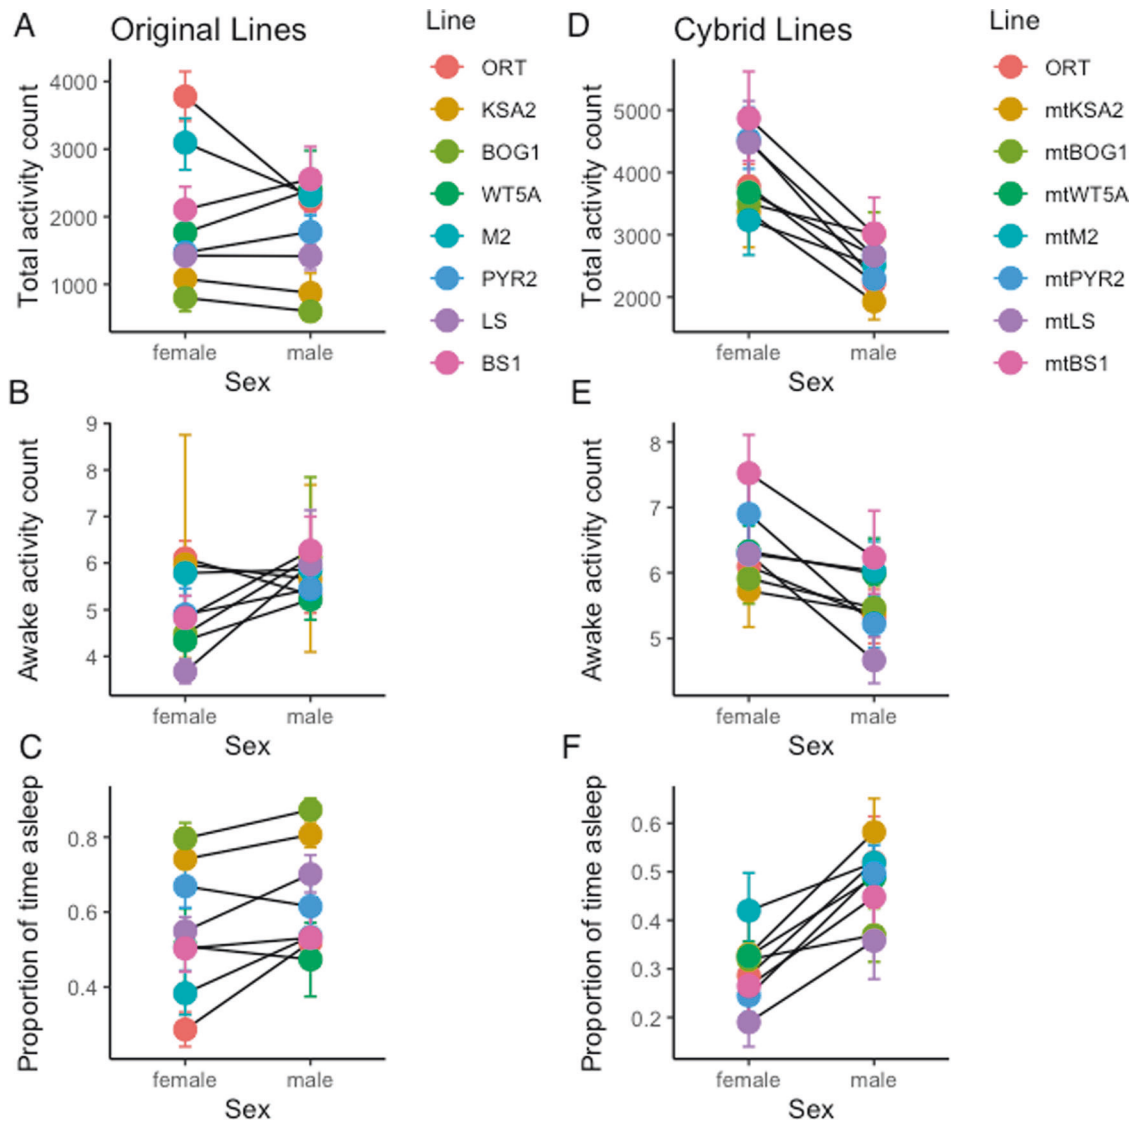 A
Original Lines
Total activity count
4000
3000
2000
1000
female
male
Sex
Line
ORT
KSA2
BOG1
WT5A
M2
PYR2
LS
BS1
D
Cybrid Lines
Total activity count
5000
4000
3000
2000
female
male
Sex
Line
ORT
mtKSA2
mtBOG1
mtWT5A
mtM2
mtPYR2
mtLS
mtBS1
B
Awake activity count
9
8
7
6
5
4
female
male
Sex
E
Awake activity count
8
7
6
5
female
male
Sex
C
Proportion of time asleep
0.8
0.6
0.4
female
male
Sex
F
Proportion of time asleep
0.6
0.5
0.4
0.3
0.2
female
male
Sex